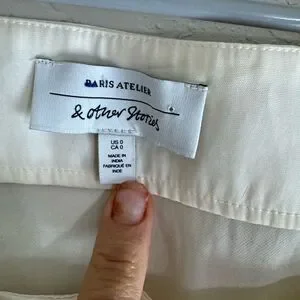 PARIS ATELIER
& other Stories
US 0
CA 0
MADE IN
INDIA
FABRIQUÉ EN
INDE